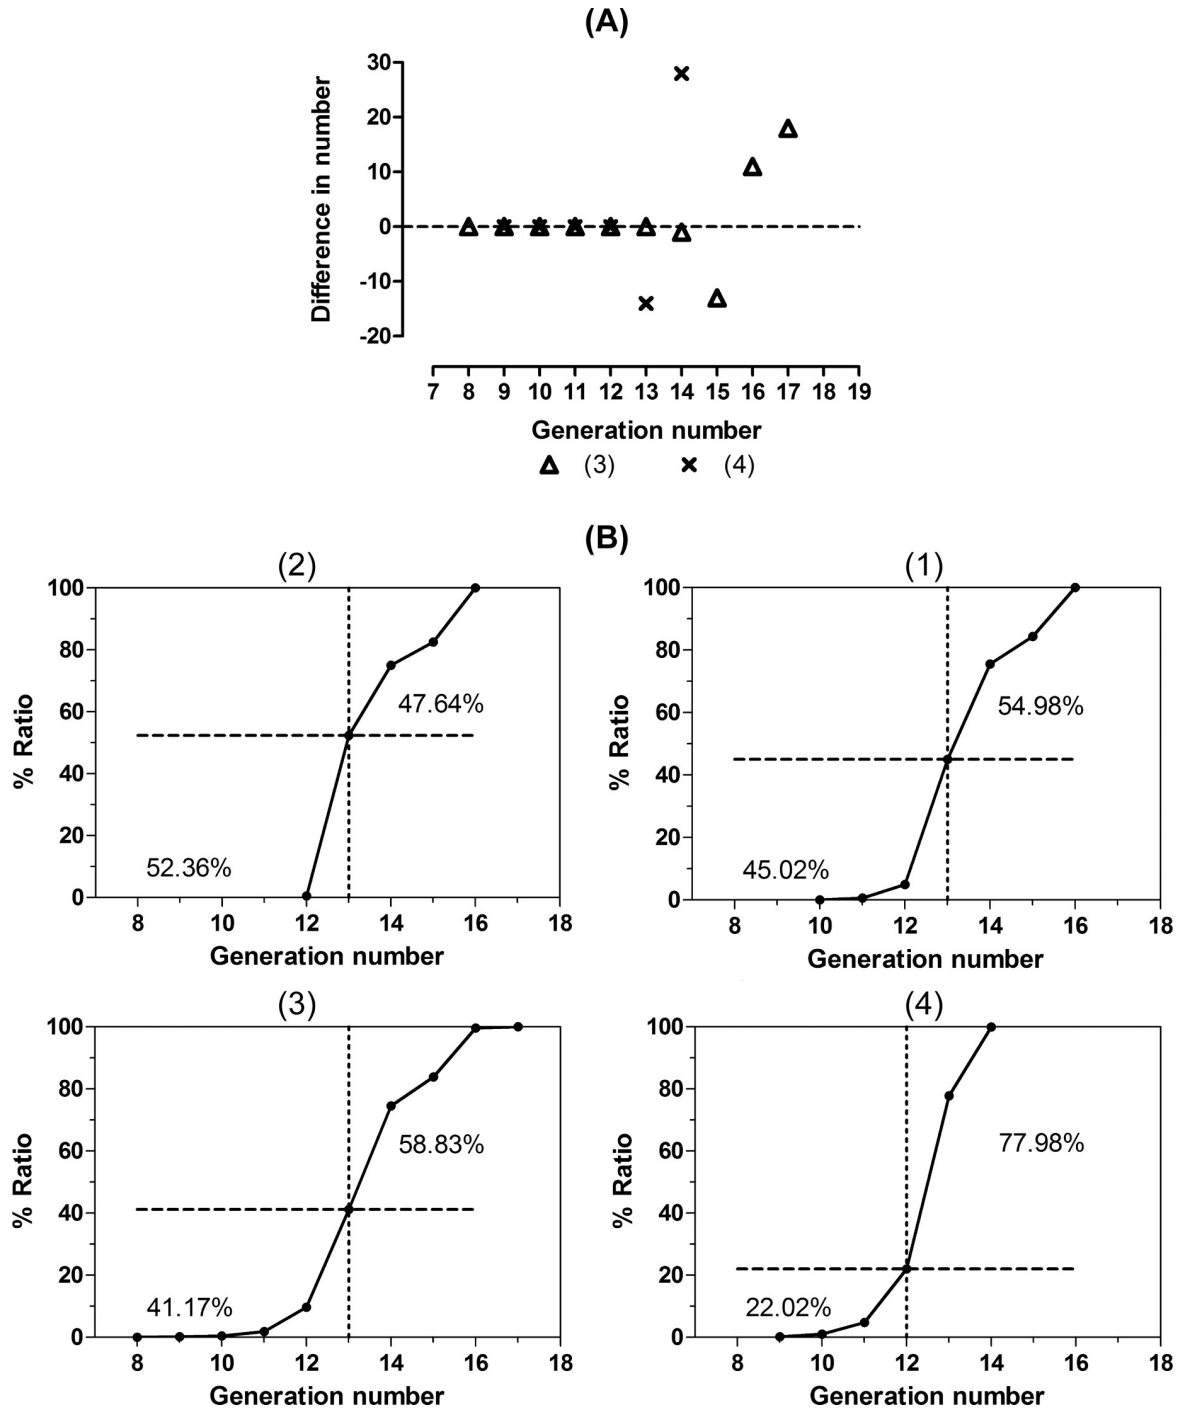 (A)
Difference in number
30
20
10
0
-10
-20
7 8 9 10 11 12 13 14 15 16 17 18 19
Generation number
(3) (4)
(B)
(2)
% Ratio
100
80
60
40
20
0
47.64%
52.36%
8 10 12 14 16 18
Generation number
(1)
% Ratio
100
80
60
40
20
0
54.98%
45.02%
8 10 12 14 16 18
Generation number
(3)
% Ratio
100
80
60
40
20
0
58.83%
41.17%
8 10 12 14 16 18
Generation number
(4)
% Ratio
100
80
60
40
20
0
77.98%
22.02%
8 10 12 14 16 18
Generation number